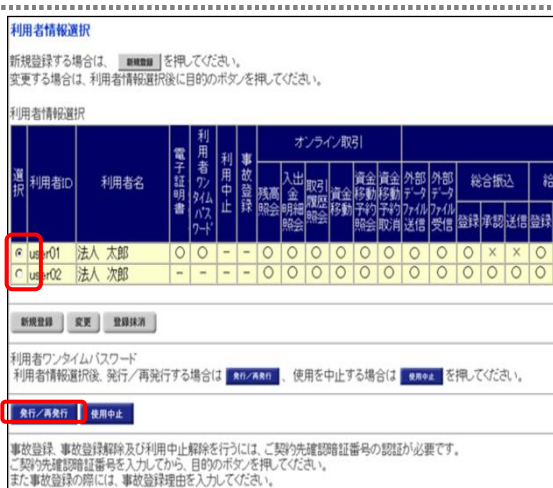 利用者情報選択
新規登録する場合は、 新規登録 を押してください。
変更する場合は、利用者情報選択後に目的のボタンを押してください。
利用者情報選択
選択 利用者ID 利用者名 電子証明書 利用者ワンタイムパスワード 利用中止 事故登録 オンライン取引 外部データファイル送信 外部データファイル受信 総合振込 給
残高照会 入出金明細照会 取引履歴照会 資金移動 資金移動予約照会 資金移動予約取消 登録 承認 送信 登録
user01 法人 太郎 ○ ○ - - ○ ○ ○ ○ ○ ○ ○ ○ ○ × × ○
user02 法人 次郎 - - - - ○ ○ ○ ○ ○ ○ ○ ○ ○ ○ ○ ○
新規登録 変更 登録抹消
利用者ワンタイムパスワード
利用者情報選択後、発行/再発行する場合は 発行/再発行 、使用を中止する場合は 使用中止 を押してください。
発行/再発行 使用中止
事故登録、事故登録解除及び利用中止解除を行うには、ご契約先確認暗証番号の認証が必要です。
ご契約先確認暗証番号を入力してから、目的のボタンを押してください。
また事故登録の際には、事故登録理由を入力してください。